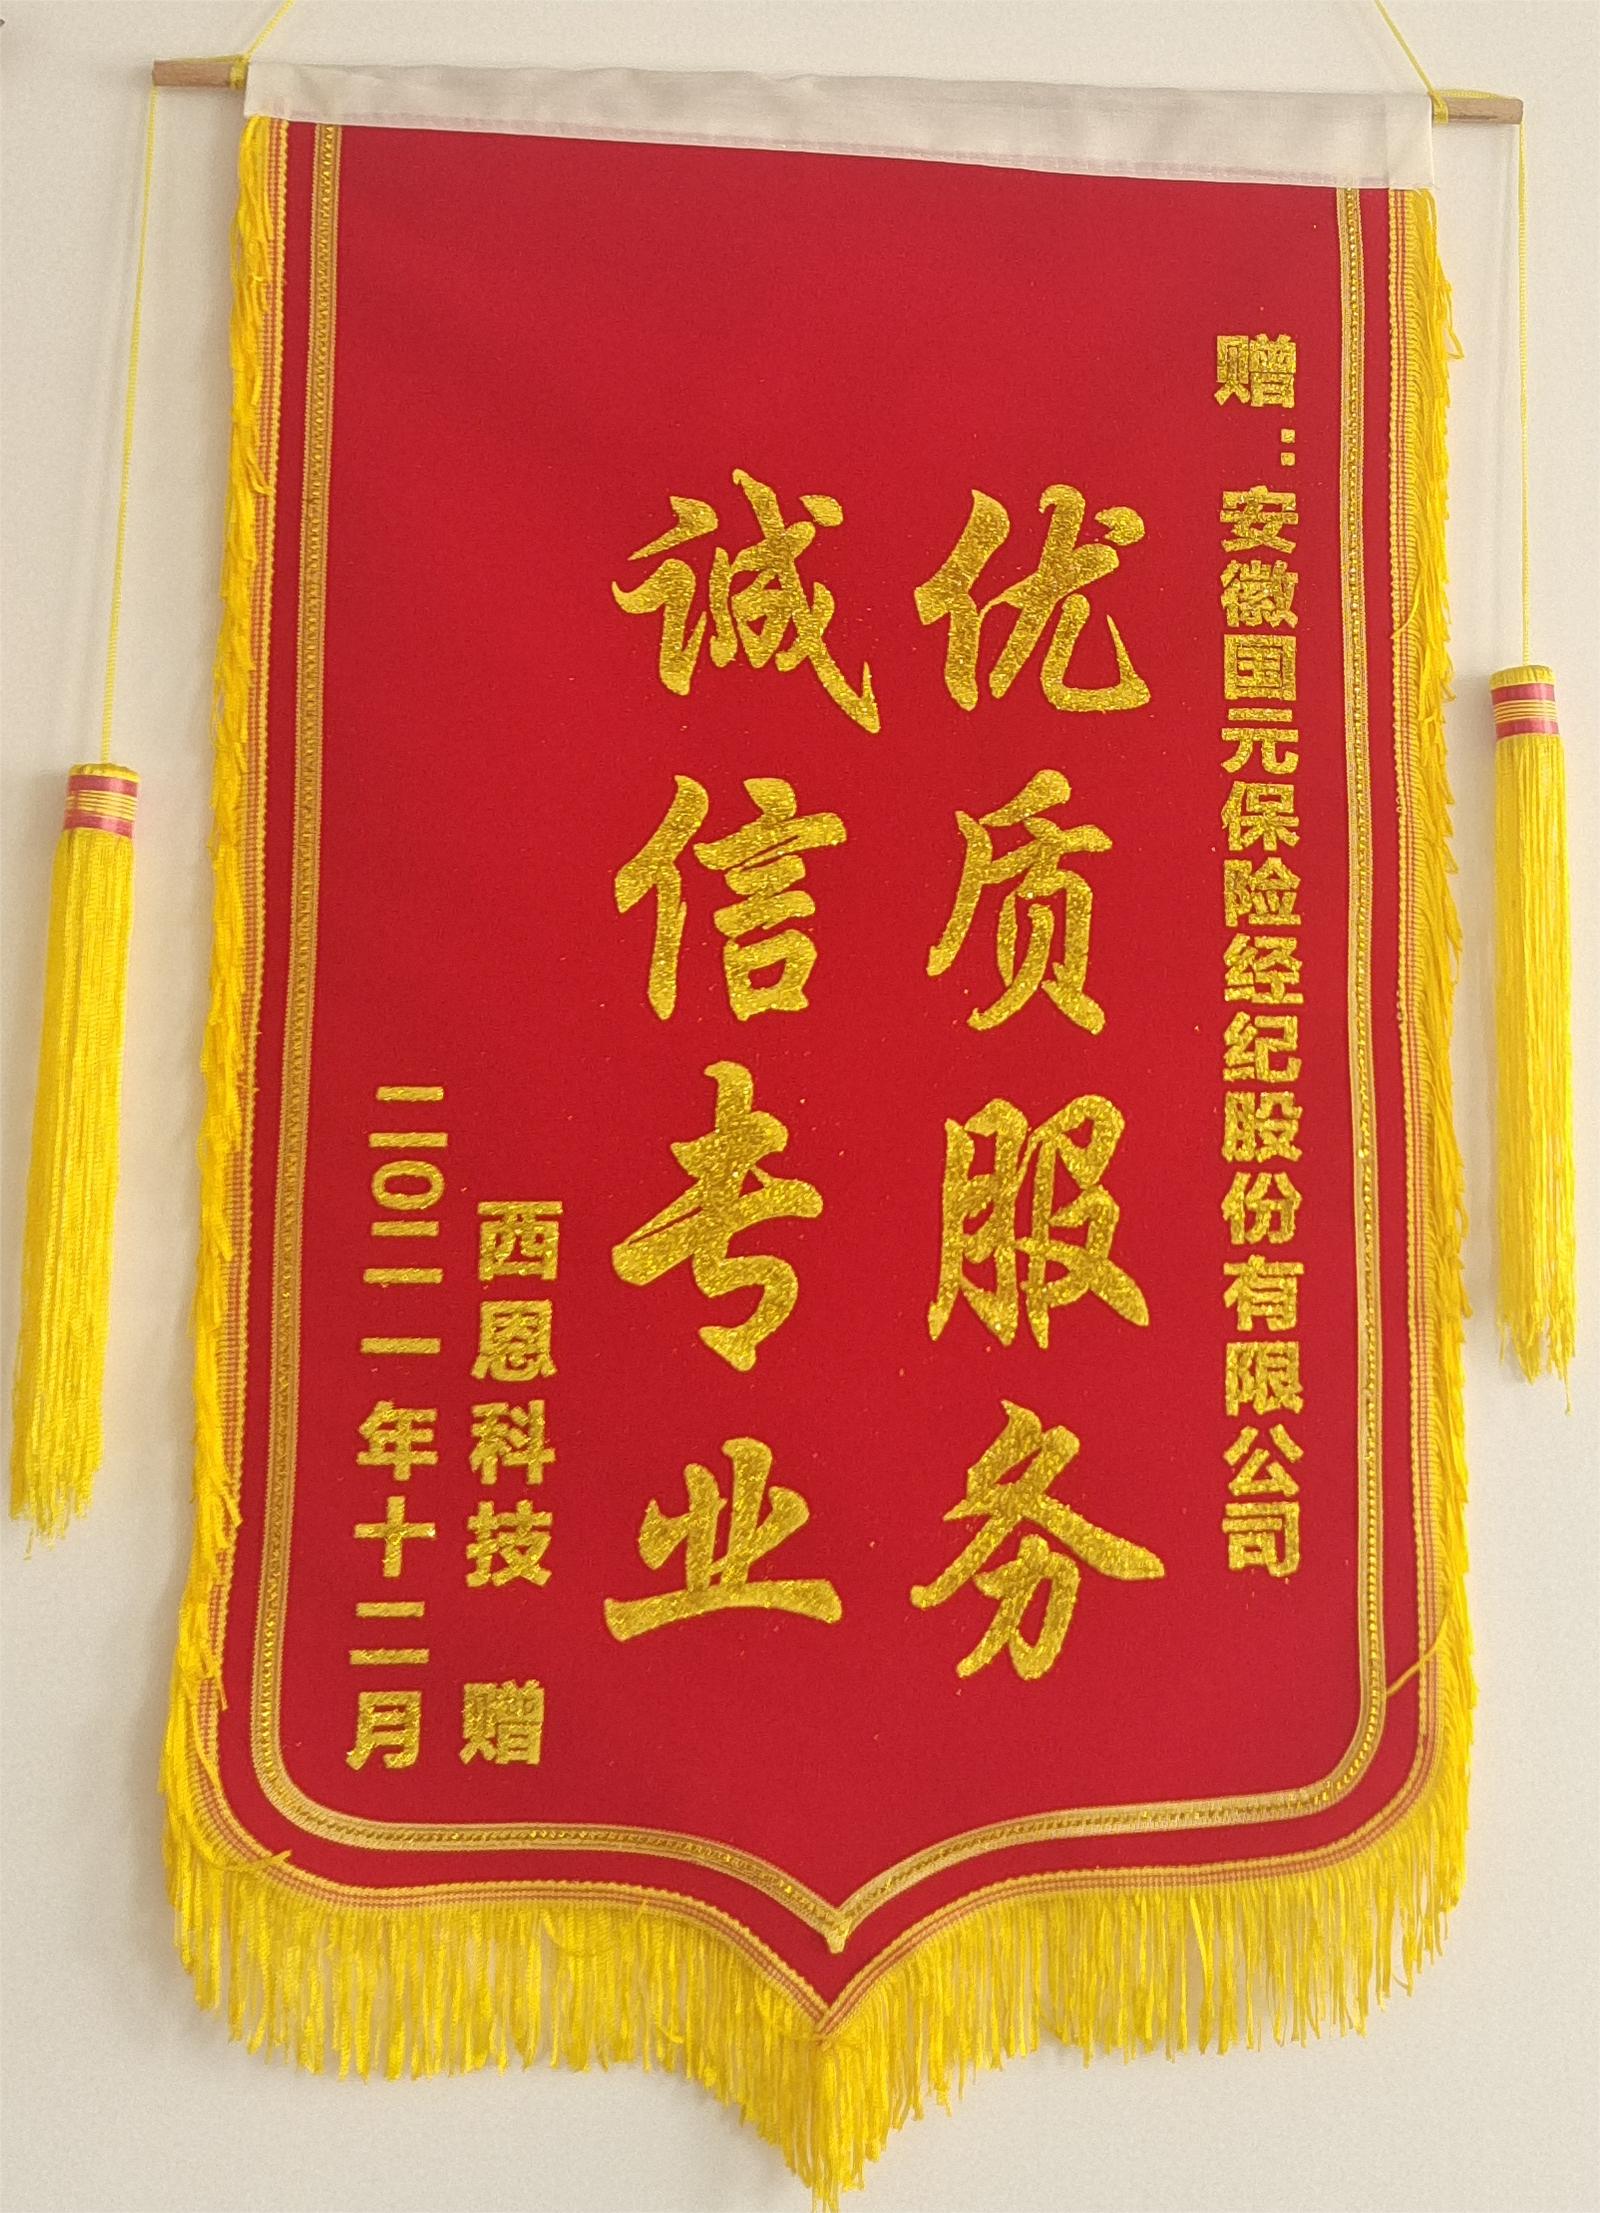 赠：安徽国元保险经纪股份有限公司
优质服务
诚信专业
西恩科技 赠
二〇二一年十二月